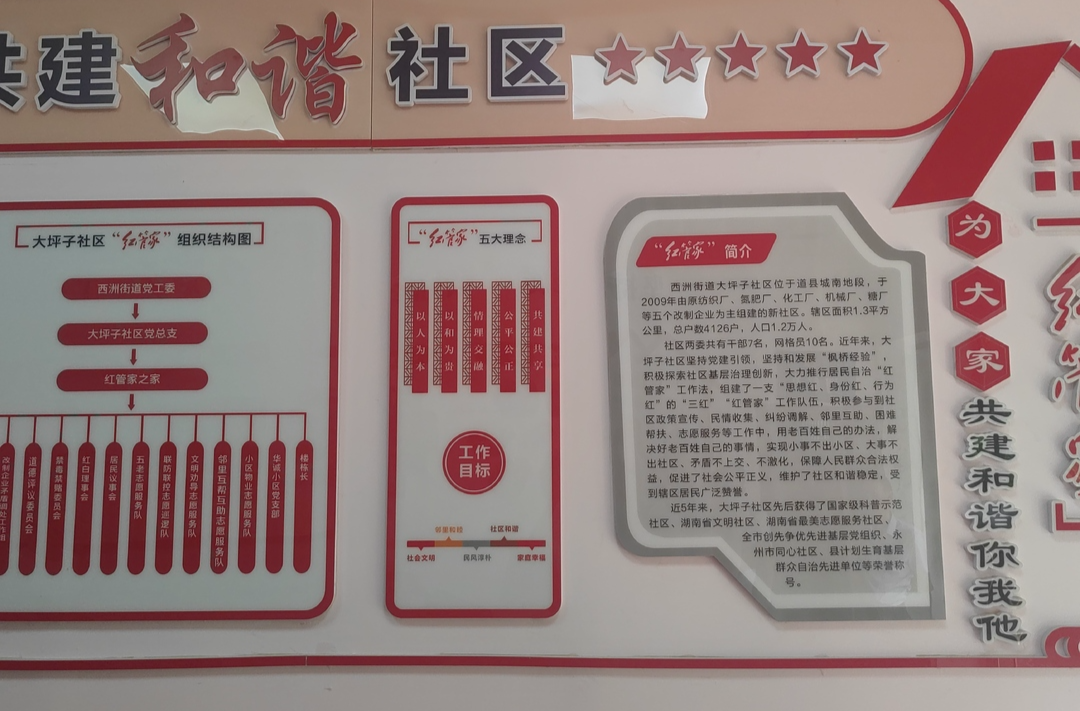 共建和谐社区
大坪子社区“红管家”组织结构图
西洲街道党工委
大坪子社区党总支
红管家之家
道德评议委员会
禁毒禁赌委员会
红白理事会
居民议事会
五老志愿服务队
联防联控志愿巡逻队
文明劝导志愿服务队
邻里互帮互助志愿服务队
小区物业志愿服务队
华诚小区党支部
楼栋长
“红管家”五大理念
以人为本
以和为贵
情理交融
公平公正
共建共享
工作
目标
邻里和睦
社区和谐
社会文明
民风淳朴
家庭幸福
“红管家”简介
西洲街道大坪子社区位于道县城南地段，于
2009年由原纺织厂、氮肥厂、化工厂、机械厂、糖厂
等五个改制企业为主组建的新社区。辖区面积1.3平方
公里，总户数4126户，人口1.2万人。
社区两委共有干部7名，网格员10名。近年来，大
坪子社区坚持党建引领，坚持和发展“枫桥经验”，
积极探索社区基层治理创新，大力推行居民自治“红
管家”工作法，组建了一支“思想红、身份红、行为
红”的“三红”“红管家”工作队伍，积极参与到社
区政策宣传、民情收集、纠纷调解、邻里互助、困难
帮扶、志愿服务等工作中，用老百姓自己的办法，解
决好老百姓自己的事情，实现小事不出小区、大事不
出社区、矛盾不上交、不激化，保障人民群众合法权
益，促进了社会公平正义，维护了社区和谐稳定，受
到辖区居民广泛赞誉。
近5年来，大坪子社区先后获得了国家级科普示范
社区、湖南省文明社区、湖南省最美志愿服务社区、
全市创先争优先进基层党组织、永
州市同心社区、县计划生育基层
群众自治先进单位等荣誉称
号。
为大家共建和谐你我他